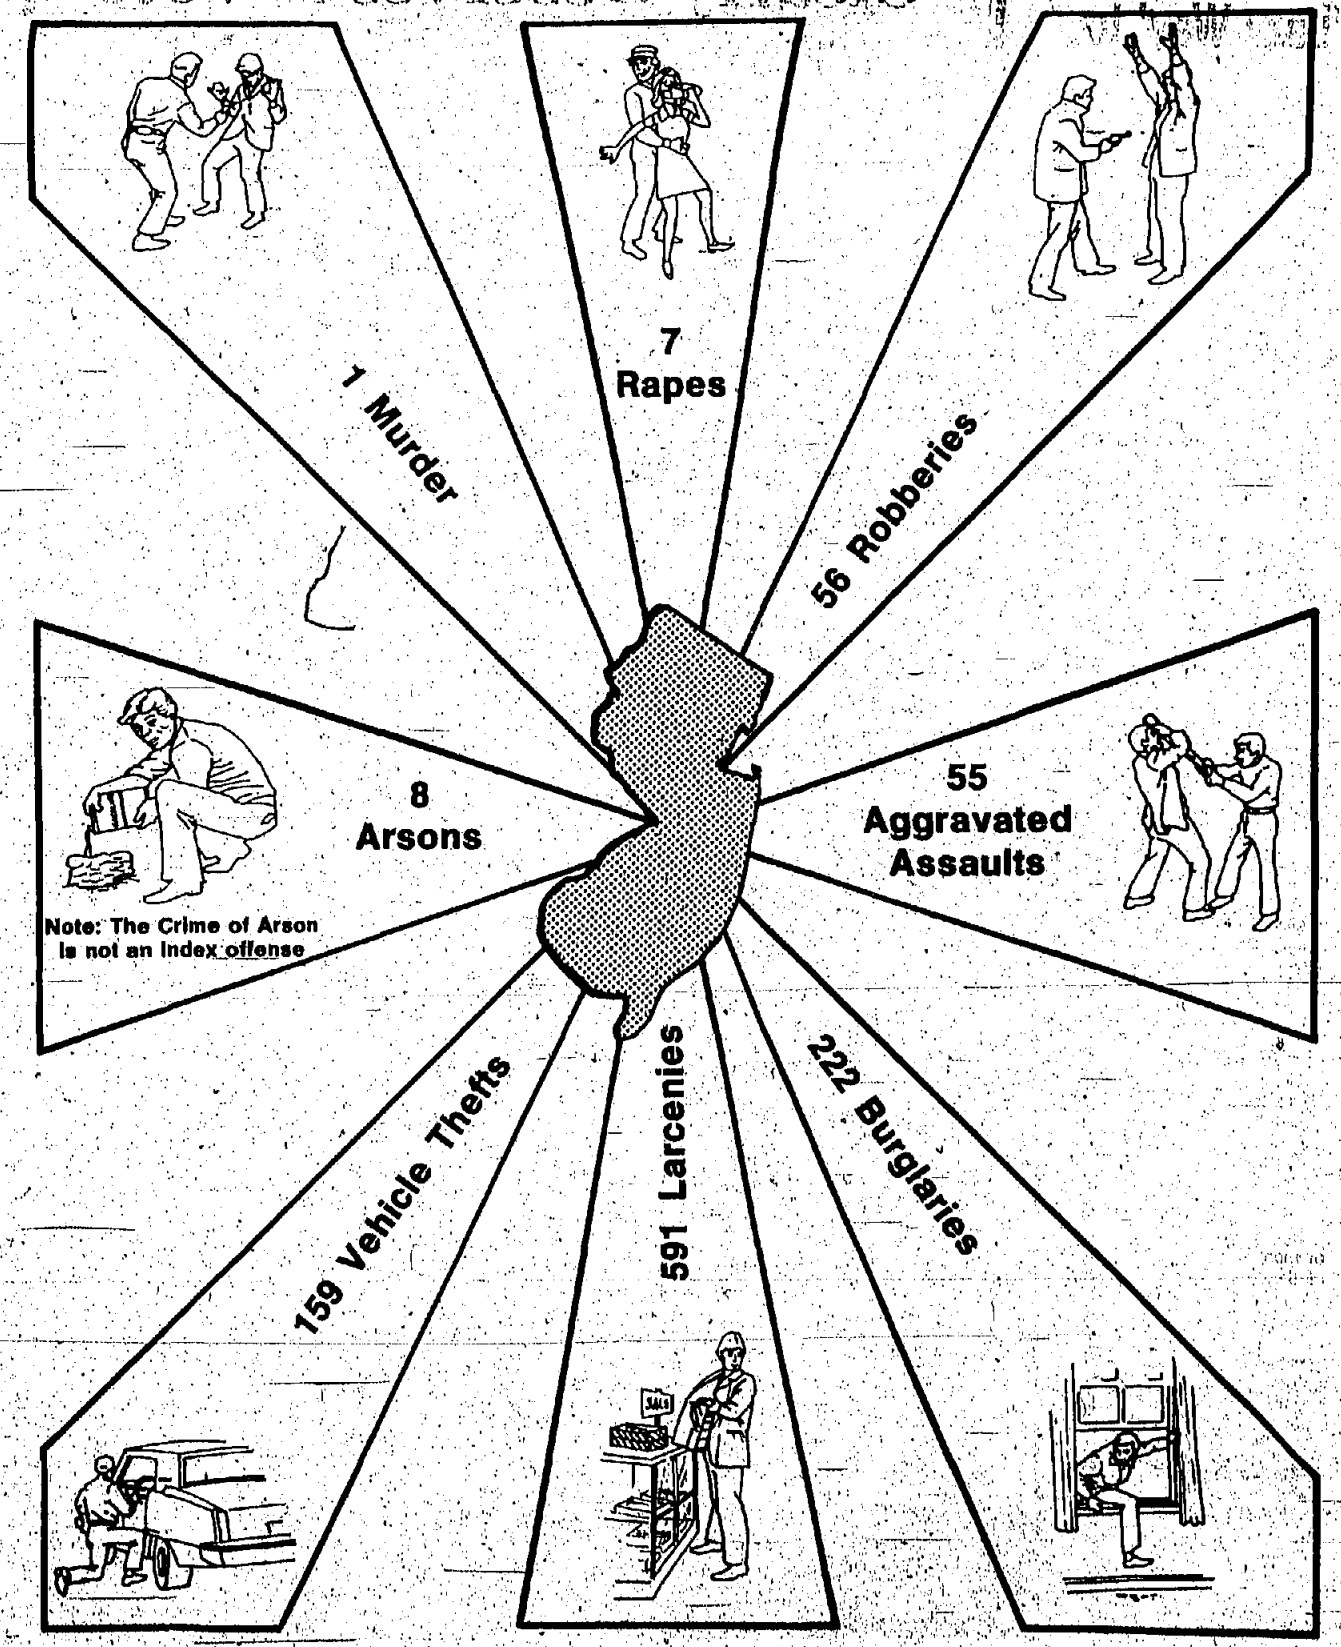 7
Rapes
1 Murder
56 Robberies
8
Arsons
Note: The Crime of Arson
is not an Index offense
55
Aggravated
Assaults
159 Vehicle Thefts
591 Larcenies
222 Burglaries
SALE